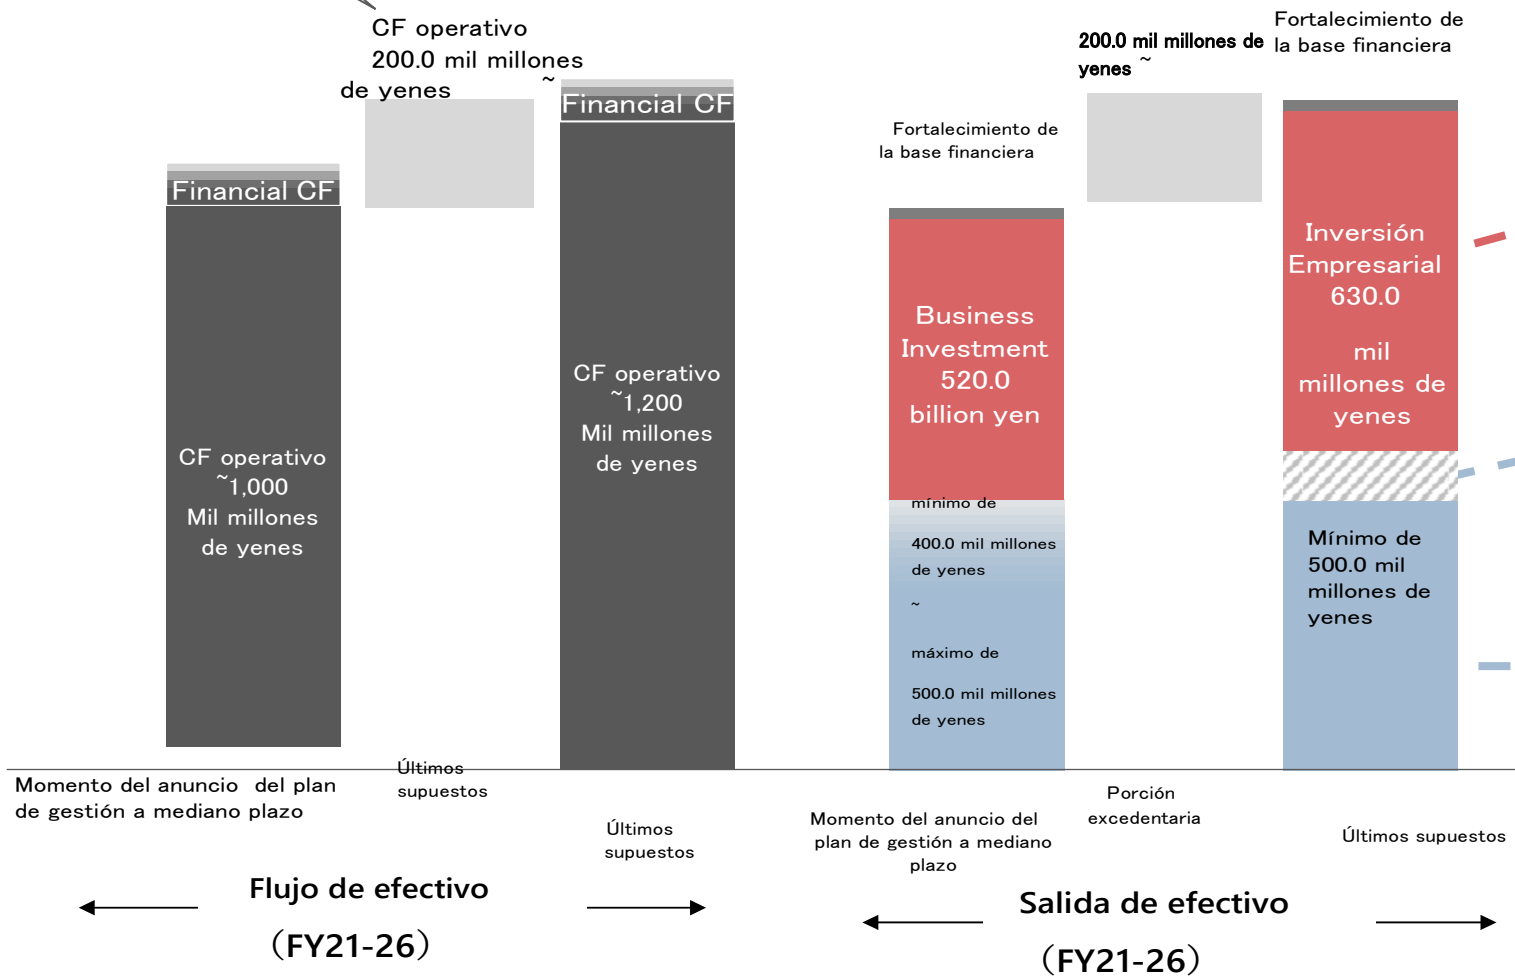 CF operativo
200.0 mil millones
de yenes ~
Financial CF
CF operativo
~1,000
Mil millones
de yenes
Financial CF
CF operativo
~1,200
Mil millones
de yenes
Momento del anuncio del plan
de gestión a mediano plazo
Últimos
supuestos
Últimos
supuestos
Flujo de efectivo
（FY21-26）
Fortalecimiento de
la base financiera
Business
Investment
520.0
billion yen
mínimo de
400.0 mil millones
de yenes
~
máximo de
500.0 mil millones
de yenes
200.0 mil millones de
yenes ~
Fortalecimiento de
la base financiera
Inversión
Empresarial
630.0
mil
millones de
yenes
Mínimo de
500.0 mil
millones de
yenes
Momento del anuncio del
plan de gestión a mediano
plazo
Porción
excedentaria
Últimos supuestos
Salida de efectivo
（FY21-26）